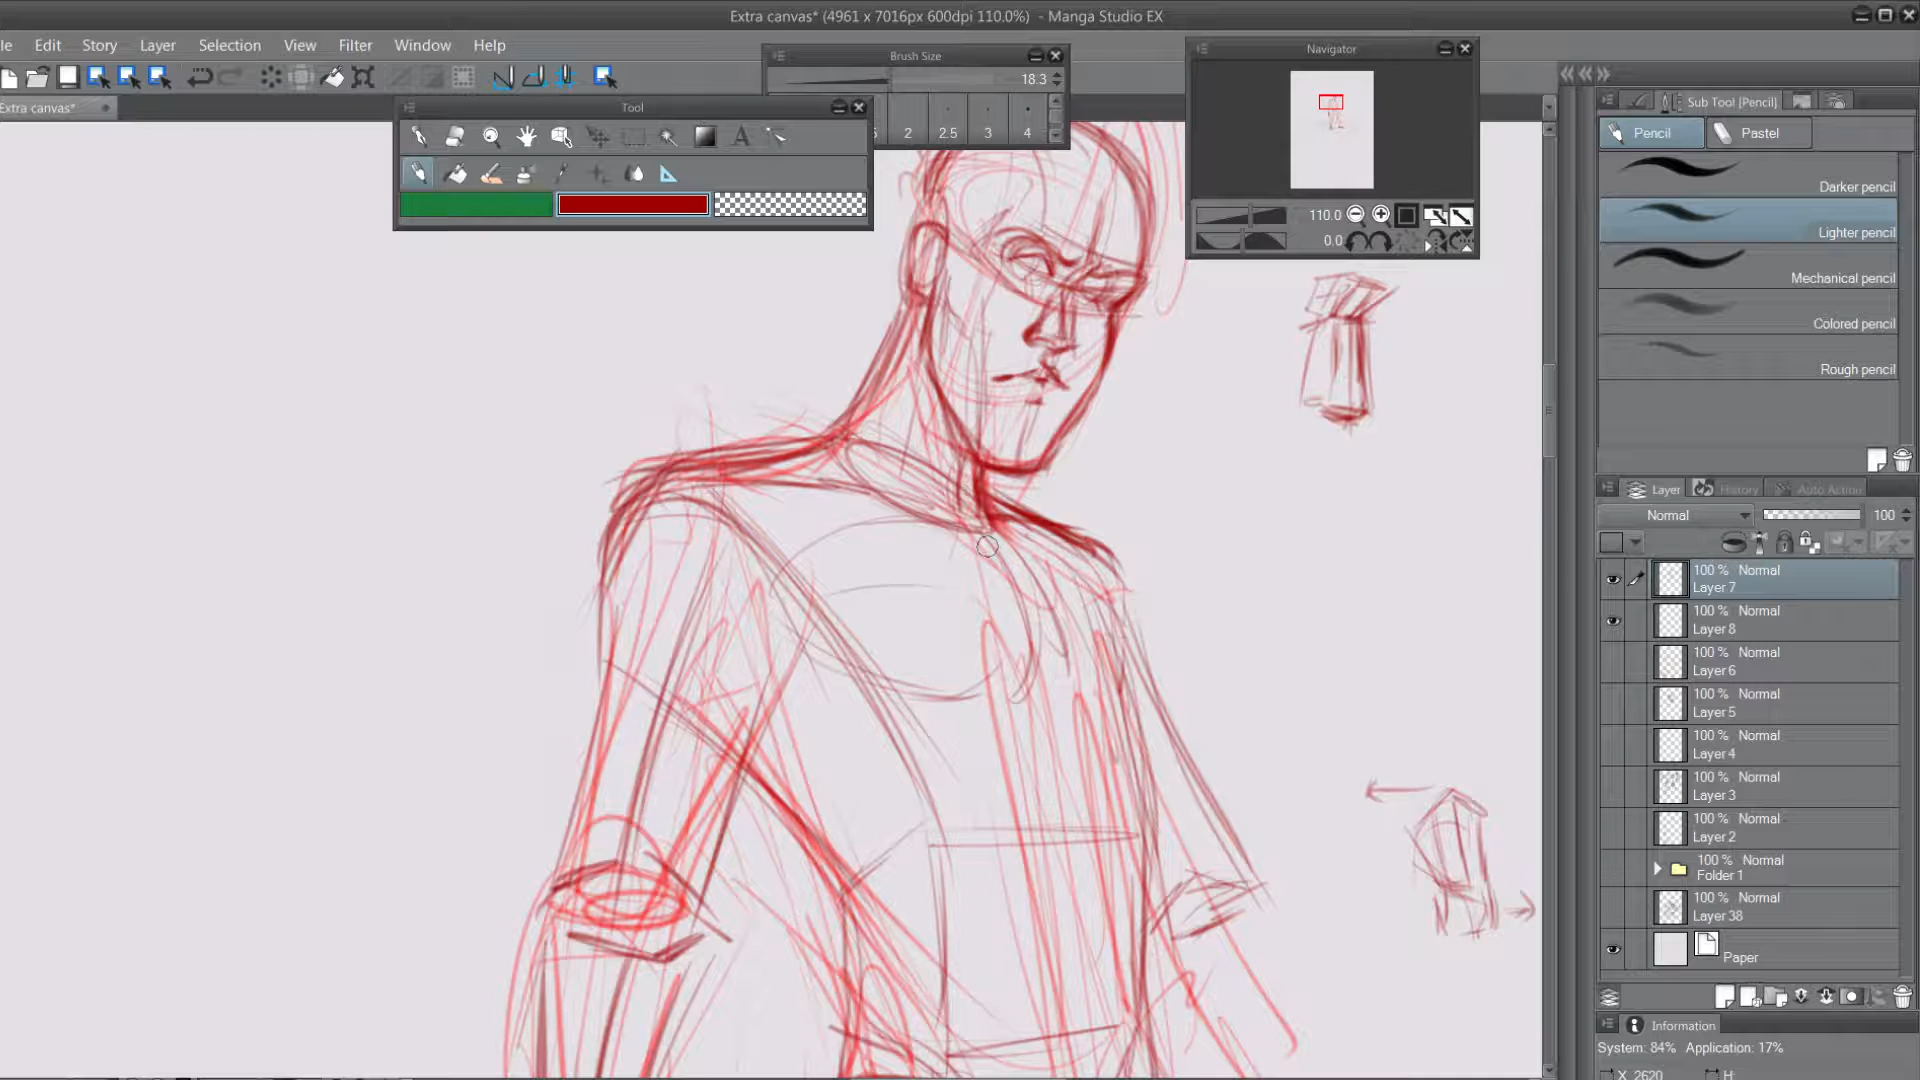 Extra canvas* (4961 x 7016px 600dpi 110.0%)  - Manga Studio EX
le Edit Story Layer Selection View Filter Window Help
Extra canvas*
Tool
Brush Size
18.3
5 2 2.5 3 4
A
Navigator
110.0
0.0
Sub Tool [Pencil]
Pencil Pastel
Darker pencil
Lighter pencil
Mechanical pencil
Colored pencil
Rough pencil
Layer History Auto Action
Normal 100
100 % Normal
Layer 7
100 % Normal
Layer 8
100 % Normal
Layer 6
100 % Normal
Layer 5
100 % Normal
Layer 4
100 % Normal
Layer 3
100 % Normal
Layer 2
100 % Normal
Folder 1
100 % Normal
Layer 38
Paper
Information
System: 84% Application: 17%
X 2620 H: